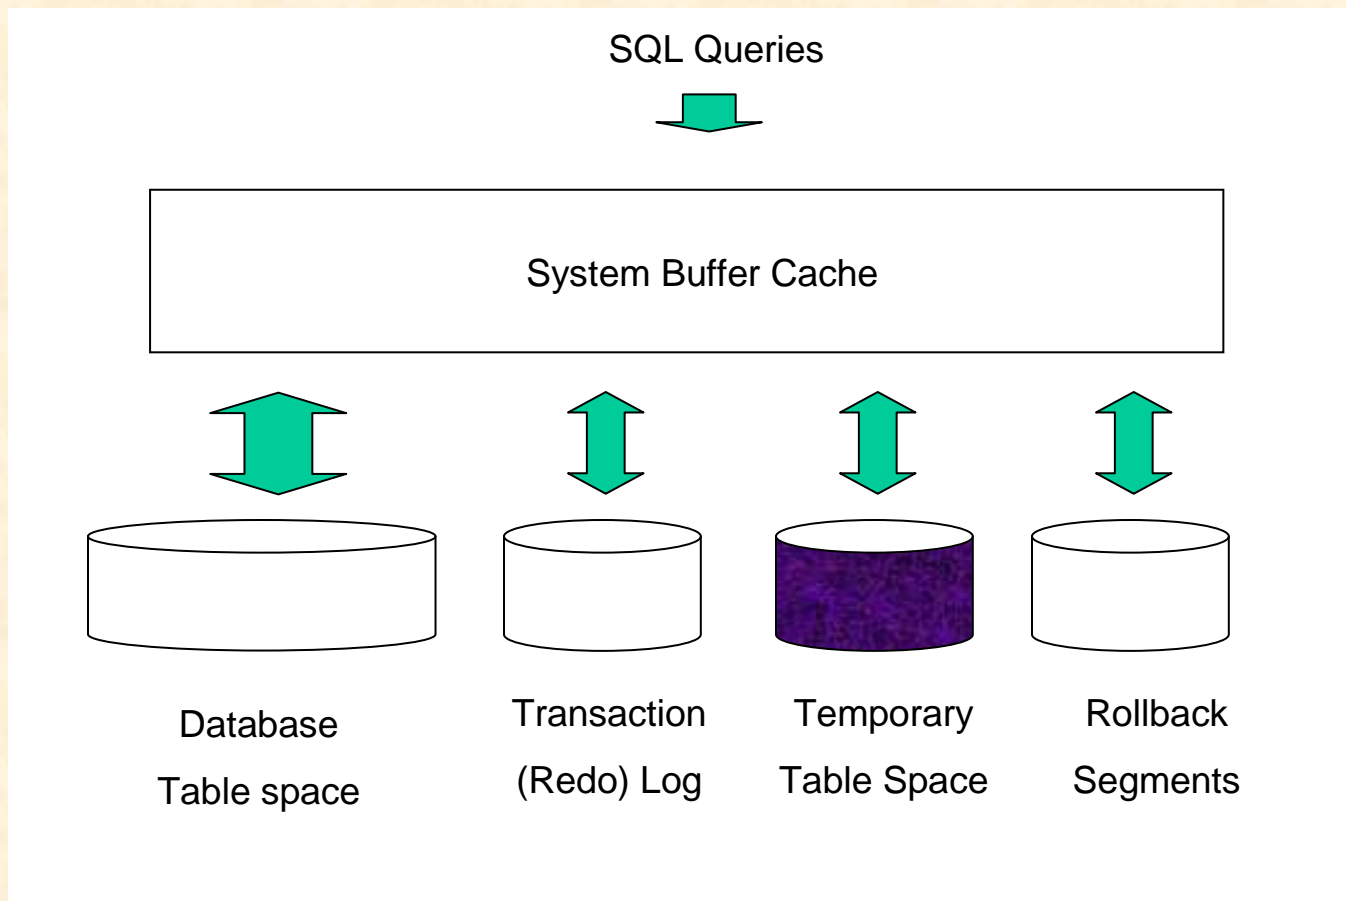 SQL Queries
System Buffer Cache
Database
Table space
Transaction
(Redo) Log
Temporary
Table Space
Rollback
Segments